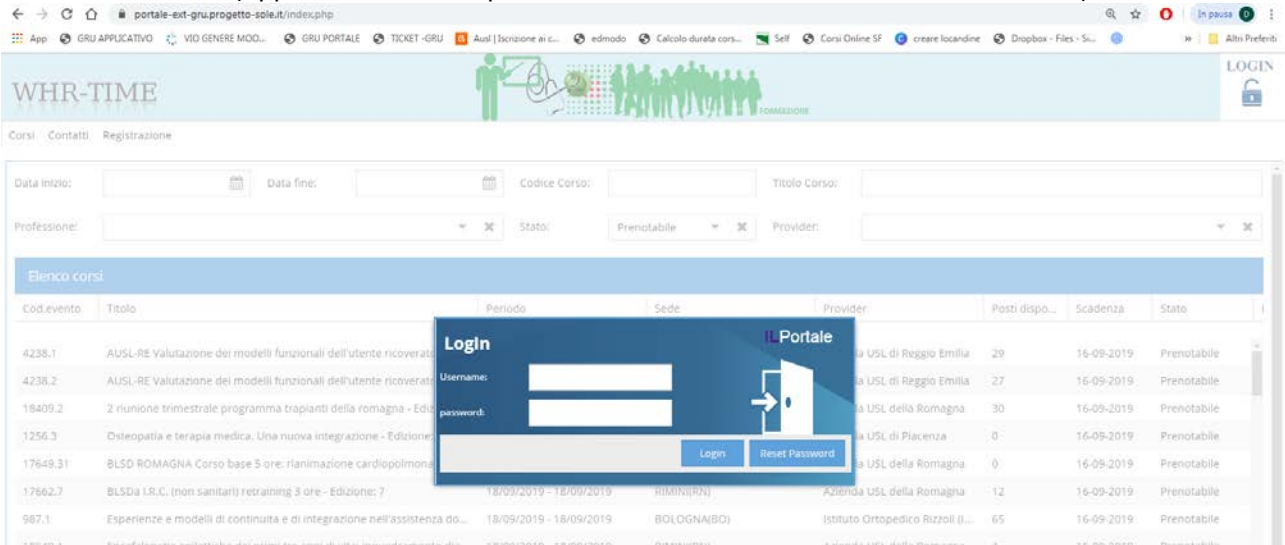 portale-ext-gru.progetto-sole.it/index.php In pausa
App GRU APPLICATIVO VIO GENERE MOO... GRU PORTALE TICKET -GRU Ausl | Iscrizione ai c... edmodo Calcolo durata cors... Self Corsi Online SF creare locandine Dropbox - Files - Si... » Altri Preferiti
WHR-TIME FORMAZIONE LOGIN
Corsi Contatti Registrazione
Data inizio: Data fine: Codice Corso: Titolo Corso:
Professione: Stato: Prenotabile Provider:
Elenco corsi
Cod.evento Titolo Periodo Sede Provider Posti dispo... Scadenza Stato
Login ILPortale
4238.1 AUSL-RE Valutazione dei modelli funzionali dell'utente ricoverato la USL di Reggio Emilia 29 16-09-2019 Prenotabile
Username:
4238.2 AUSL-RE Valutazione dei modelli funzionali dell'utente ricoverat la USL di Reggio Emilia 27 16-09-2019 Prenotabile
password:
18409.2 2 riunione trimestrale programma trapianti della romagna - Ediz la USL della Romagna 30 16-09-2019 Prenotabile
1256.3 Osteopatia e terapia medica. Una nuova integrazione - Edizione: la USL di Piacenza 0 16-09-2019 Prenotabile
Login Reset Password
17649.31 BLSD ROMAGNA Corso base 5 ore: rianimazione cardiopolmona la USL della Romagna 0 16-09-2019 Prenotabile
17662.7 BLSDa I.R.C. (non sanitari) retraining 3 ore - Edizione: 7 18/09/2019 - 18/09/2019 RIMINI(RN) Azienda USL della Romagna 12 16-09-2019 Prenotabile
987.1 Esperienze e modelli di continuita e di integrazione nell'assistenza do... 18/09/2019 - 18/09/2019 BOLOGNA(BO) Istituto Ortopedico Rizzoli (I... 65 16-09-2019 Prenotabile